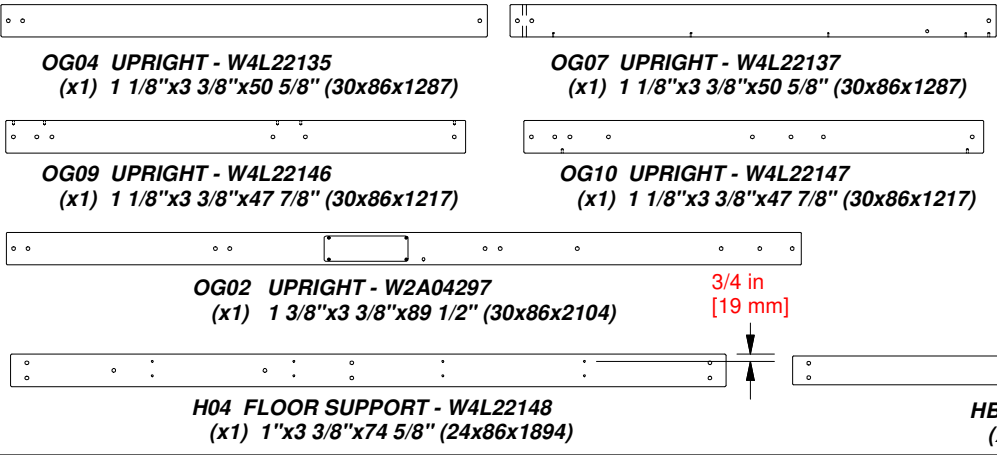 OG04 UPRIGHT - W4L22135
(x1) 1 1/8"x3 3/8"x50 5/8" (30x86x1287)
OG07 UPRIGHT - W4L22137
(x1) 1 1/8"x3 3/8"x50 5/8" (30x86x1287)
OG09 UPRIGHT - W4L22146
(x1) 1 1/8"x3 3/8"x47 7/8" (30x86x1217)
OG10 UPRIGHT - W4L22147
(x1) 1 1/8"x3 3/8"x47 7/8" (30x86x1217)
OG02 UPRIGHT - W2A04297
(x1) 1 3/8"x3 3/8"x89 1/2" (30x86x2104)
3/4 in
[19 mm]
H04 FLOOR SUPPORT - W4L22148
(x1) 1"x3 3/8"x74 5/8" (24x86x1894)